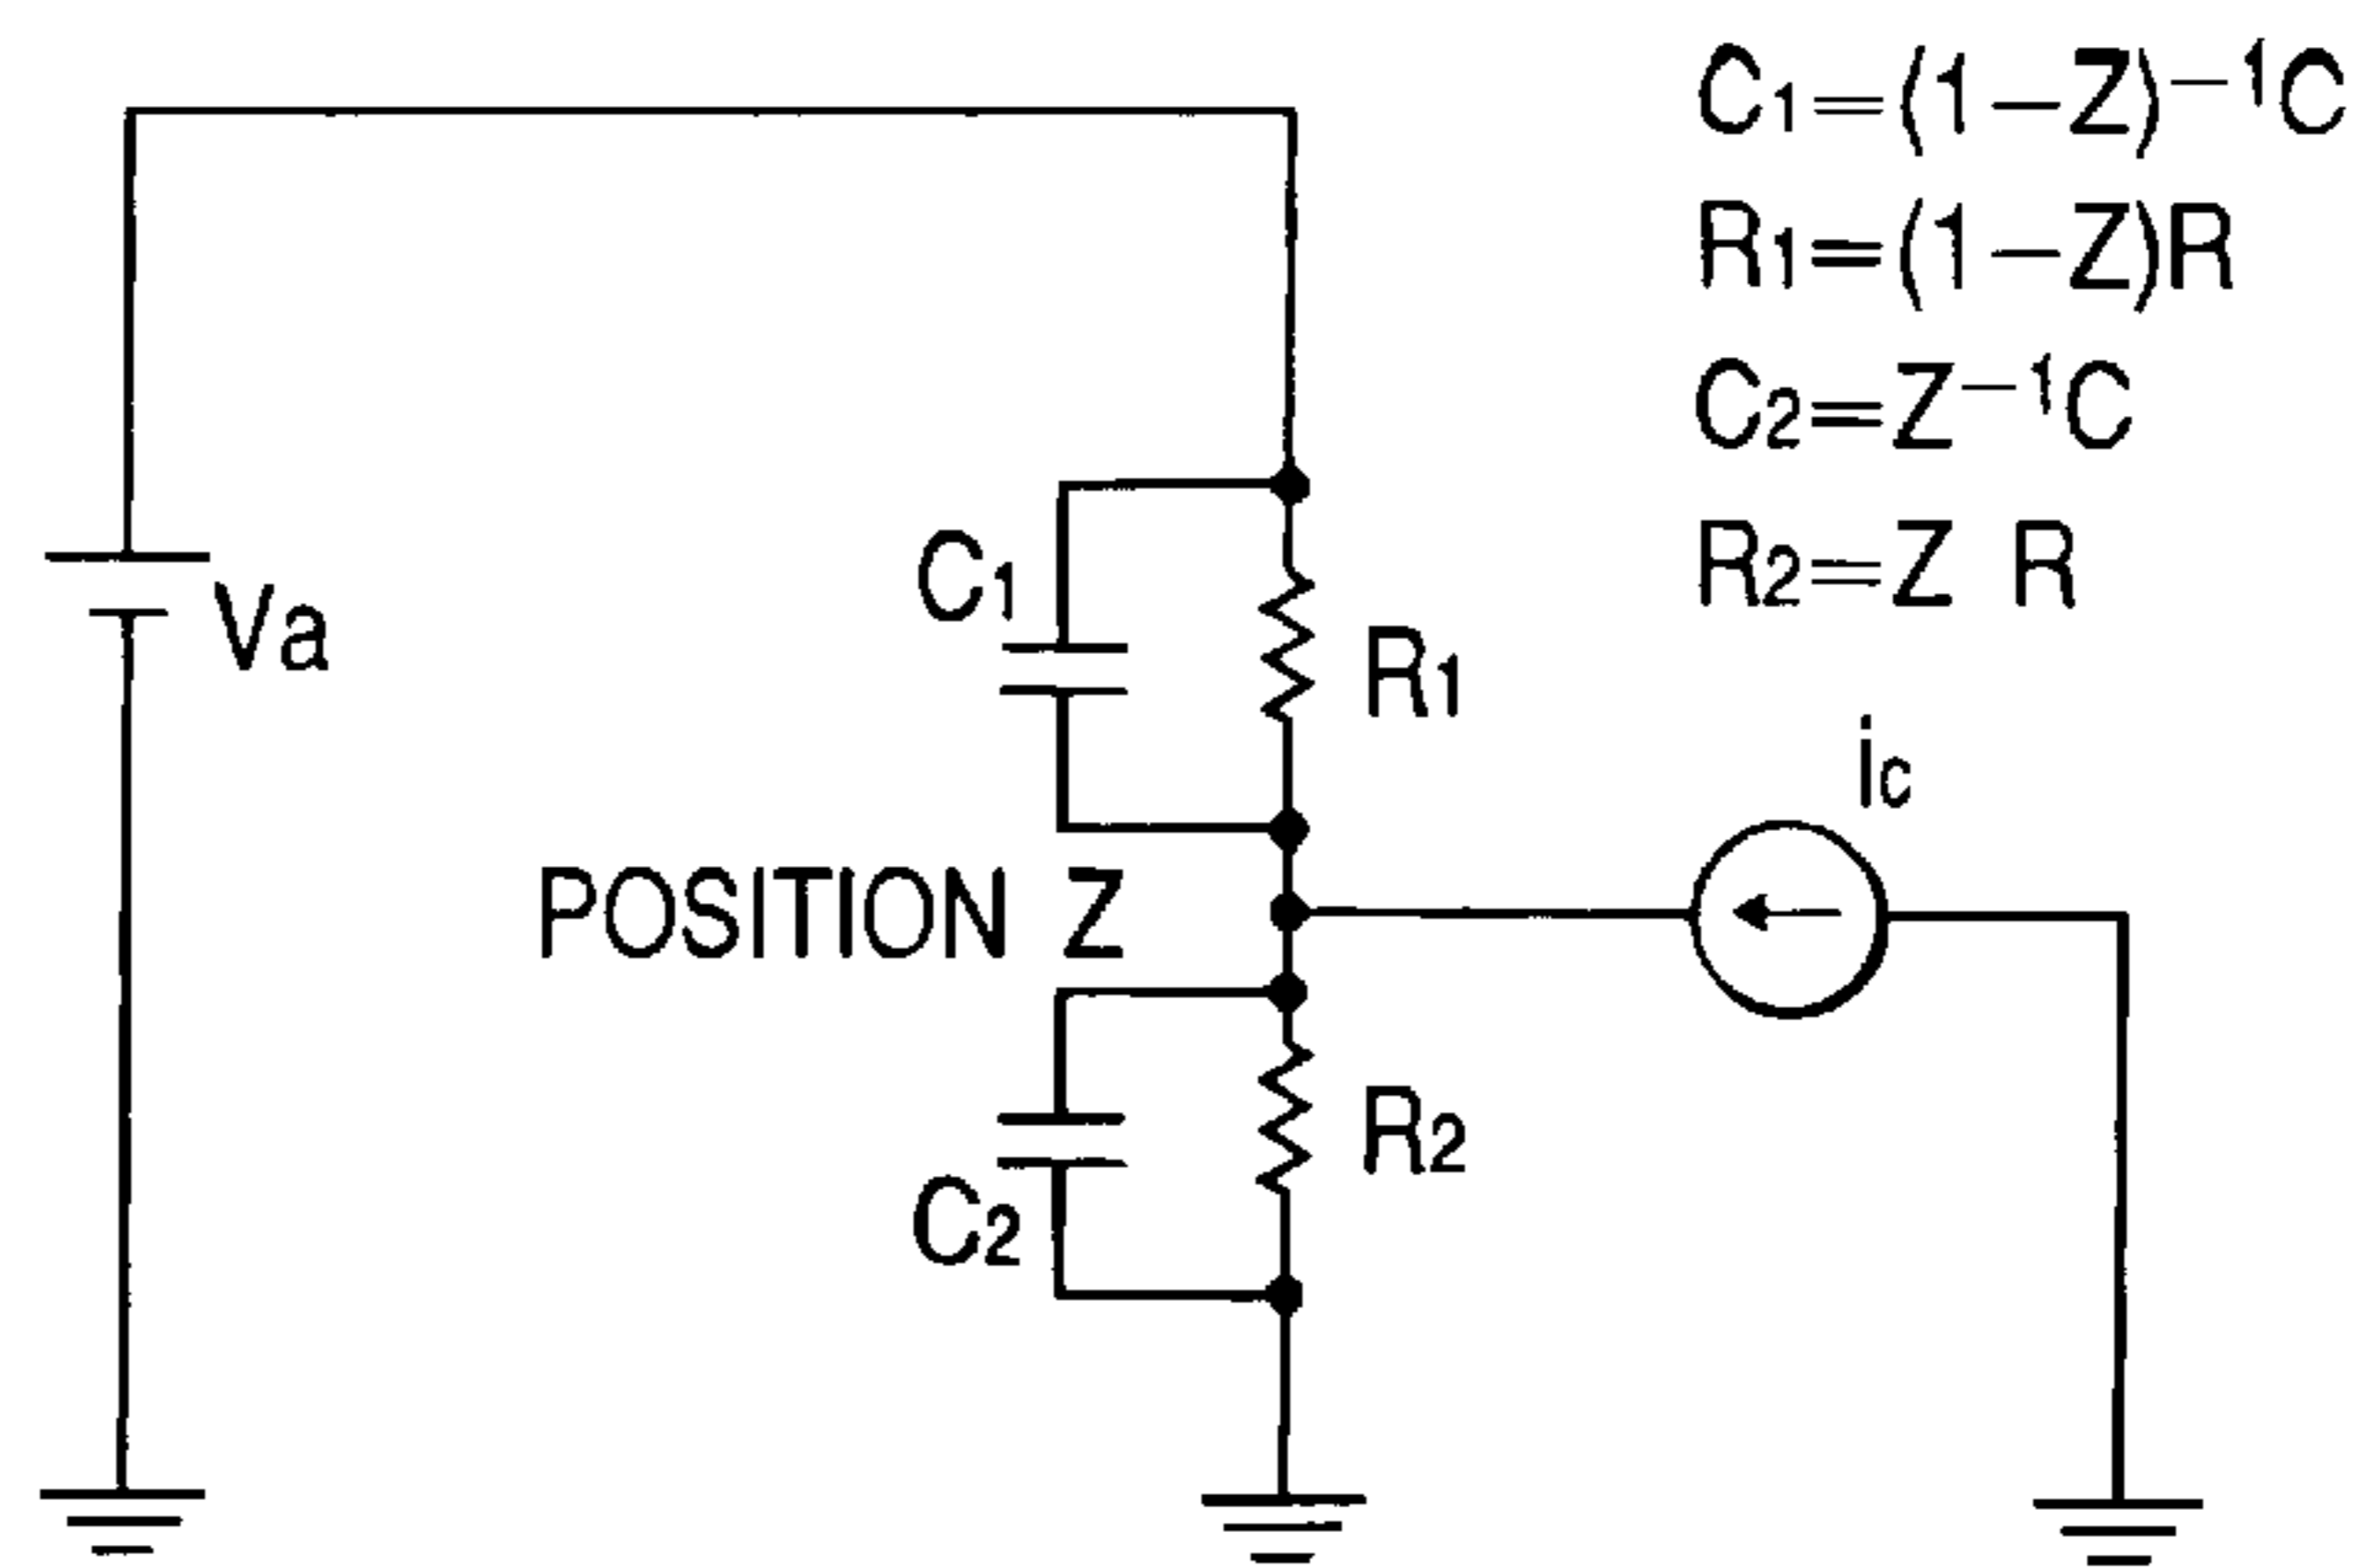 C1=(1−Z)⁻¹C
R1=(1−Z)R
C2=Z⁻¹C
R2=Z R
Va
C1
R1
ic
POSITION Z
C2
R2